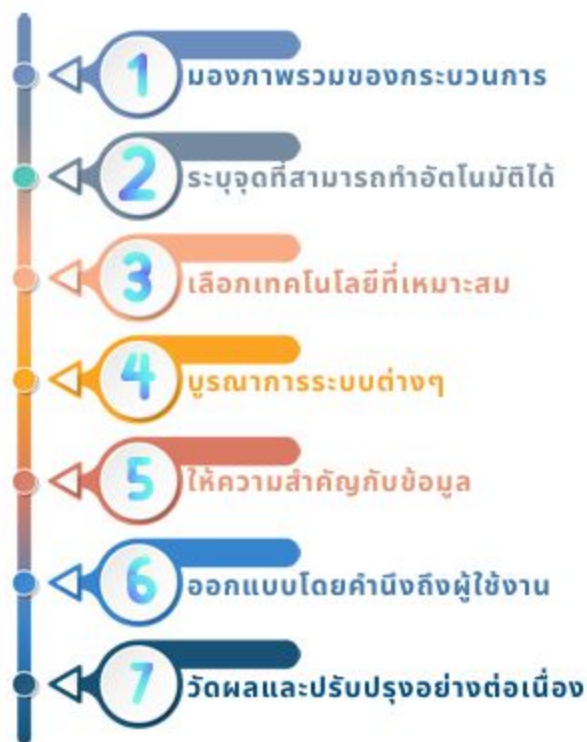 1 มองภาพรวมของกระบวนการ
2 ระบุจุดที่สามารถทำอัตโนมัติได้
3 เลือกเทคโนโลยีที่เหมาะสม
4 บูรณาการระบบต่างๆ
5 ให้ความสำคัญกับข้อมูล
6 ออกแบบโดยคำนึงถึงผู้ใช้งาน
7 วัดผลและปรับปรุงอย่างต่อเนื่อง